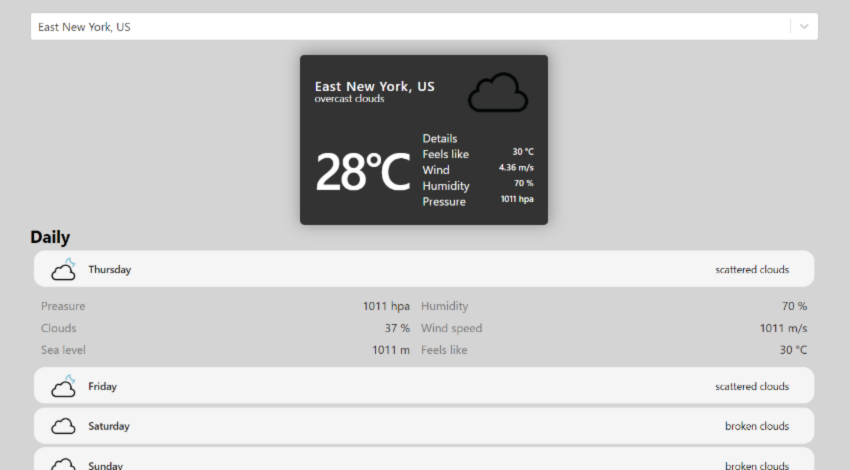 East New York, US
East New York, US
overcast clouds
28°C
Details
Feels like 30 °C
Wind 4.36 m/s
Humidity 70 %
Pressure 1011 hpa
Daily
Thursday scattered clouds
Preasure 1011 hpa Humidity 70 %
Clouds 37 % Wind speed 1011 m/s
Sea level 1011 m Feels like 30 °C
Friday scattered clouds
Saturday broken clouds
Sunday broken clouds